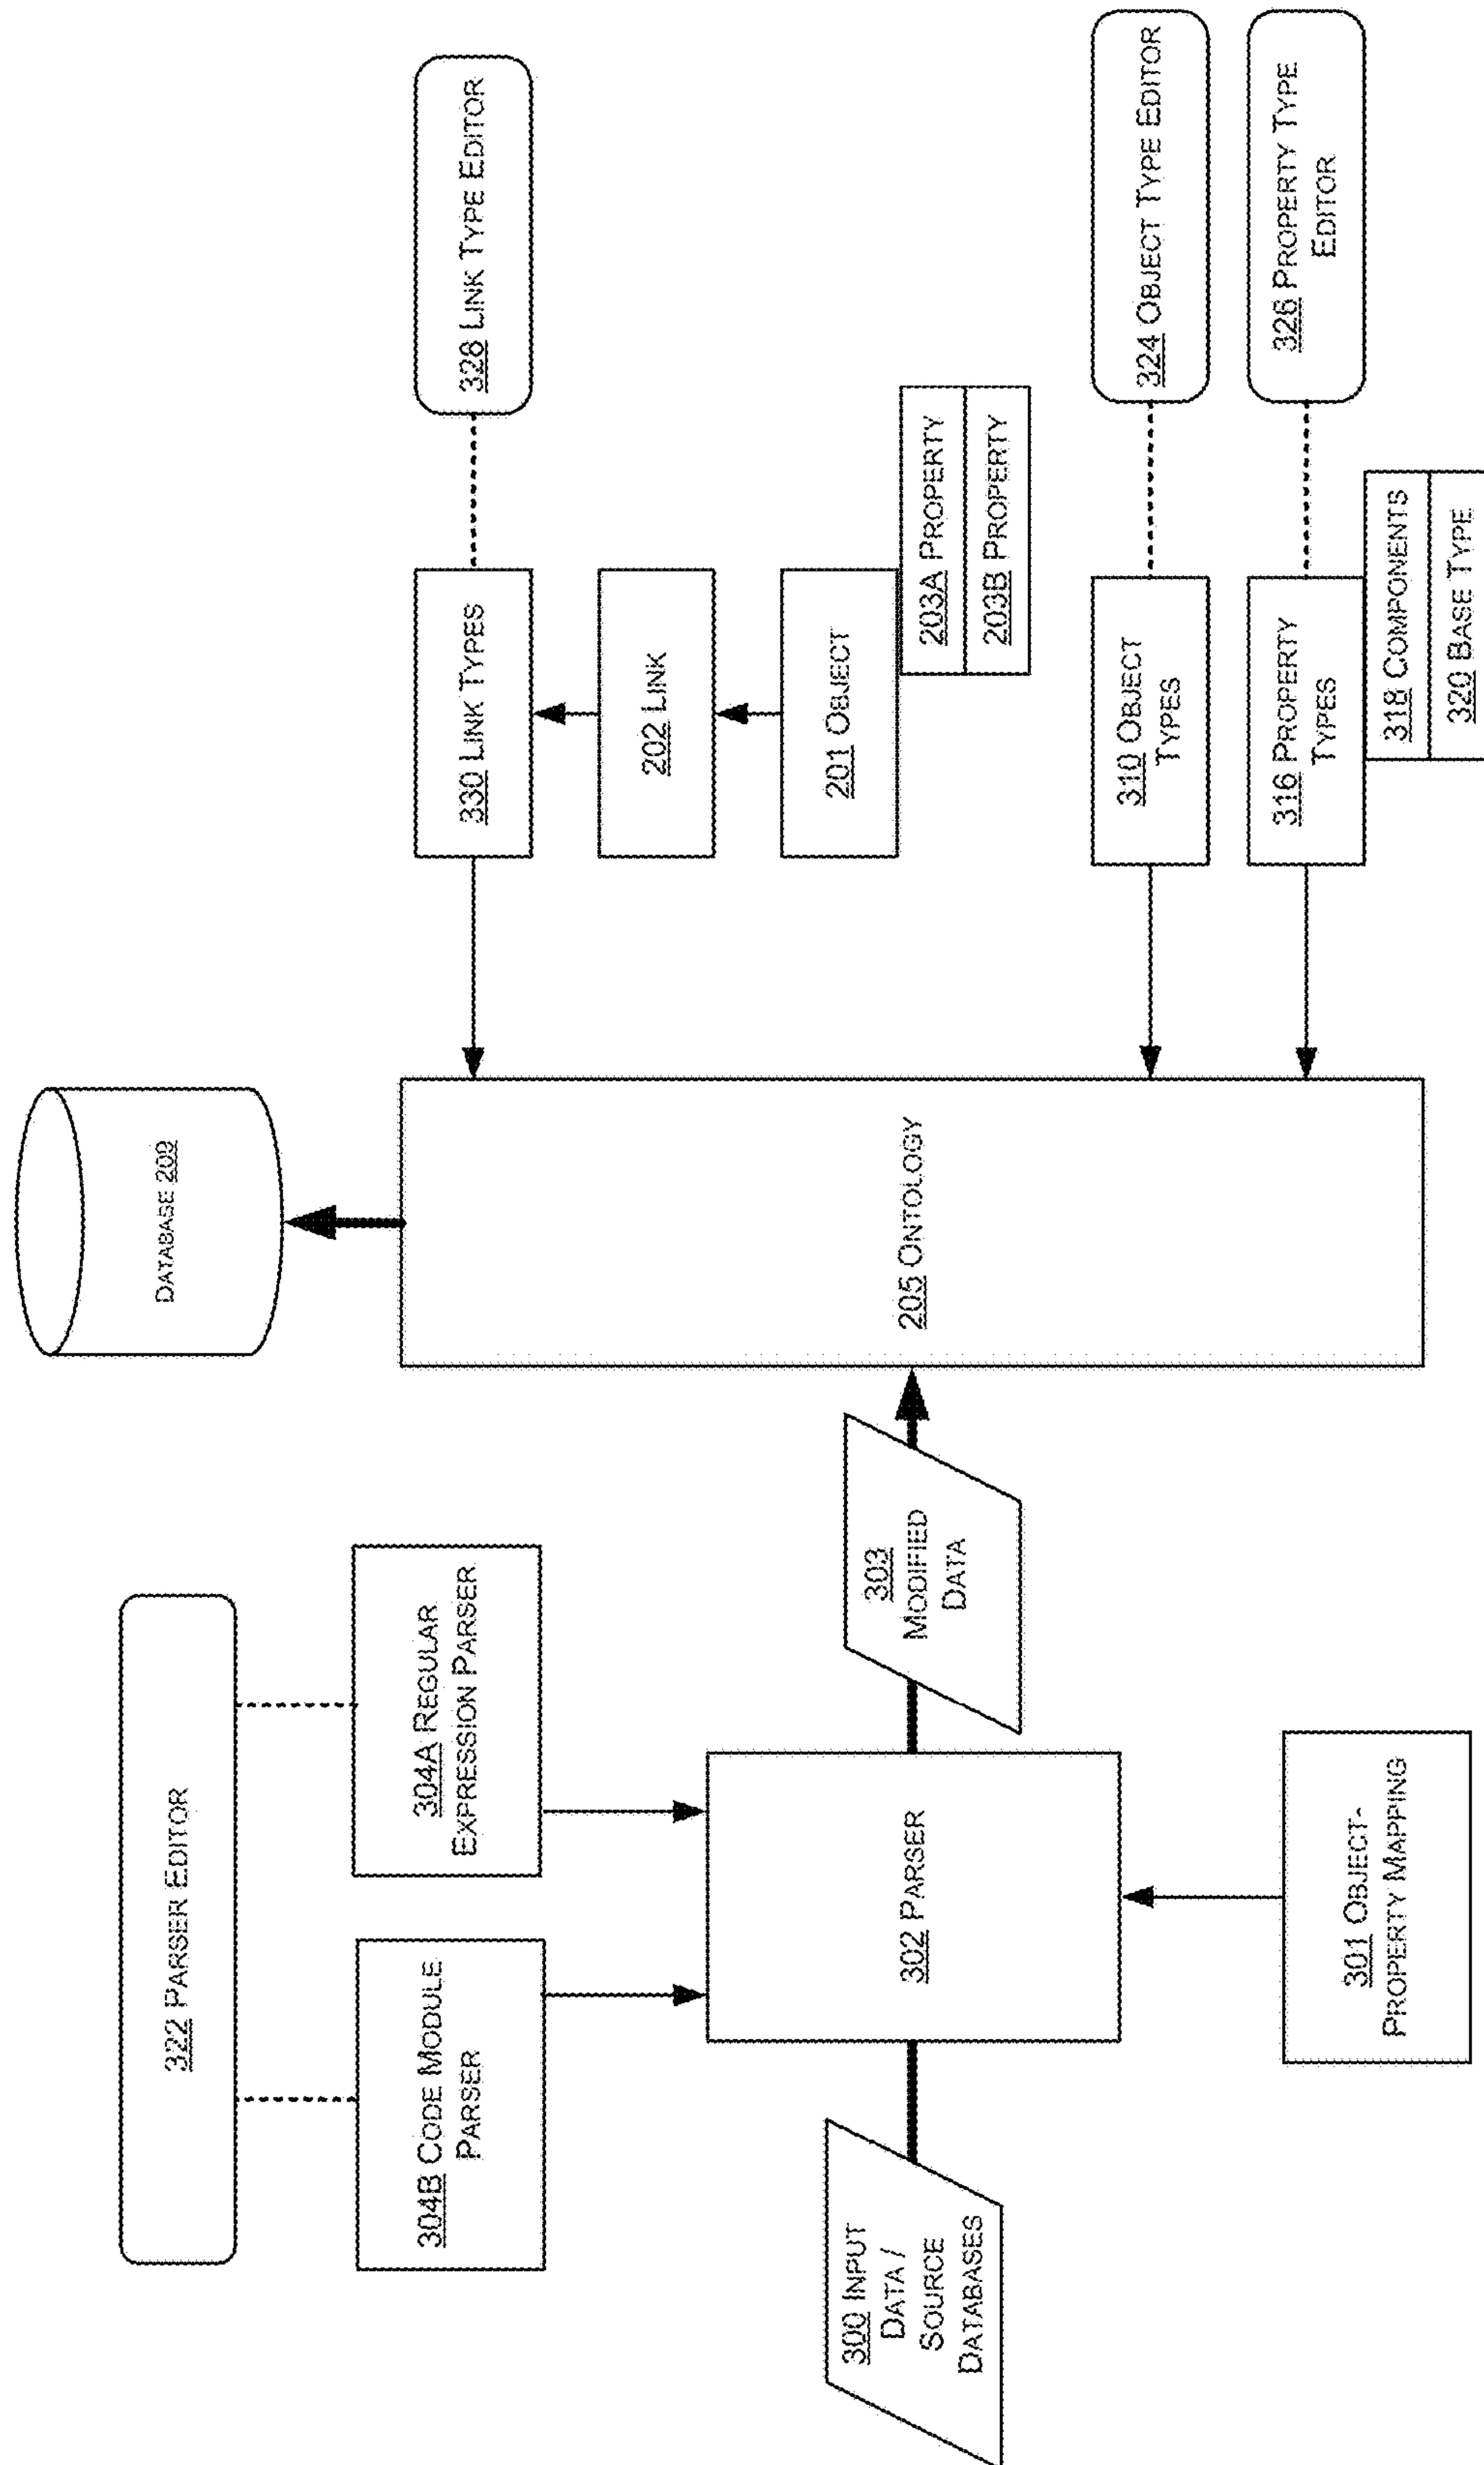 322 PARSER EDITOR
304B CODE MODULE
PARSER
304A REGULAR
EXPRESSION PARSER
300 INPUT
DATA /
SOURCE
DATABASES
302 PARSER
303
MODIFIED
DATA
301 OBJECT-
PROPERTY MAPPING
DATABASE 209
205 ONTOLOGY
330 LINK TYPES
328 LINK TYPE EDITOR
202 LINK
201 OBJECT
203A PROPERTY
203B PROPERTY
310 OBJECT
TYPES
324 OBJECT TYPE EDITOR
316 PROPERTY
TYPES
326 PROPERTY TYPE
EDITOR
318 COMPONENTS
320 BASE TYPE